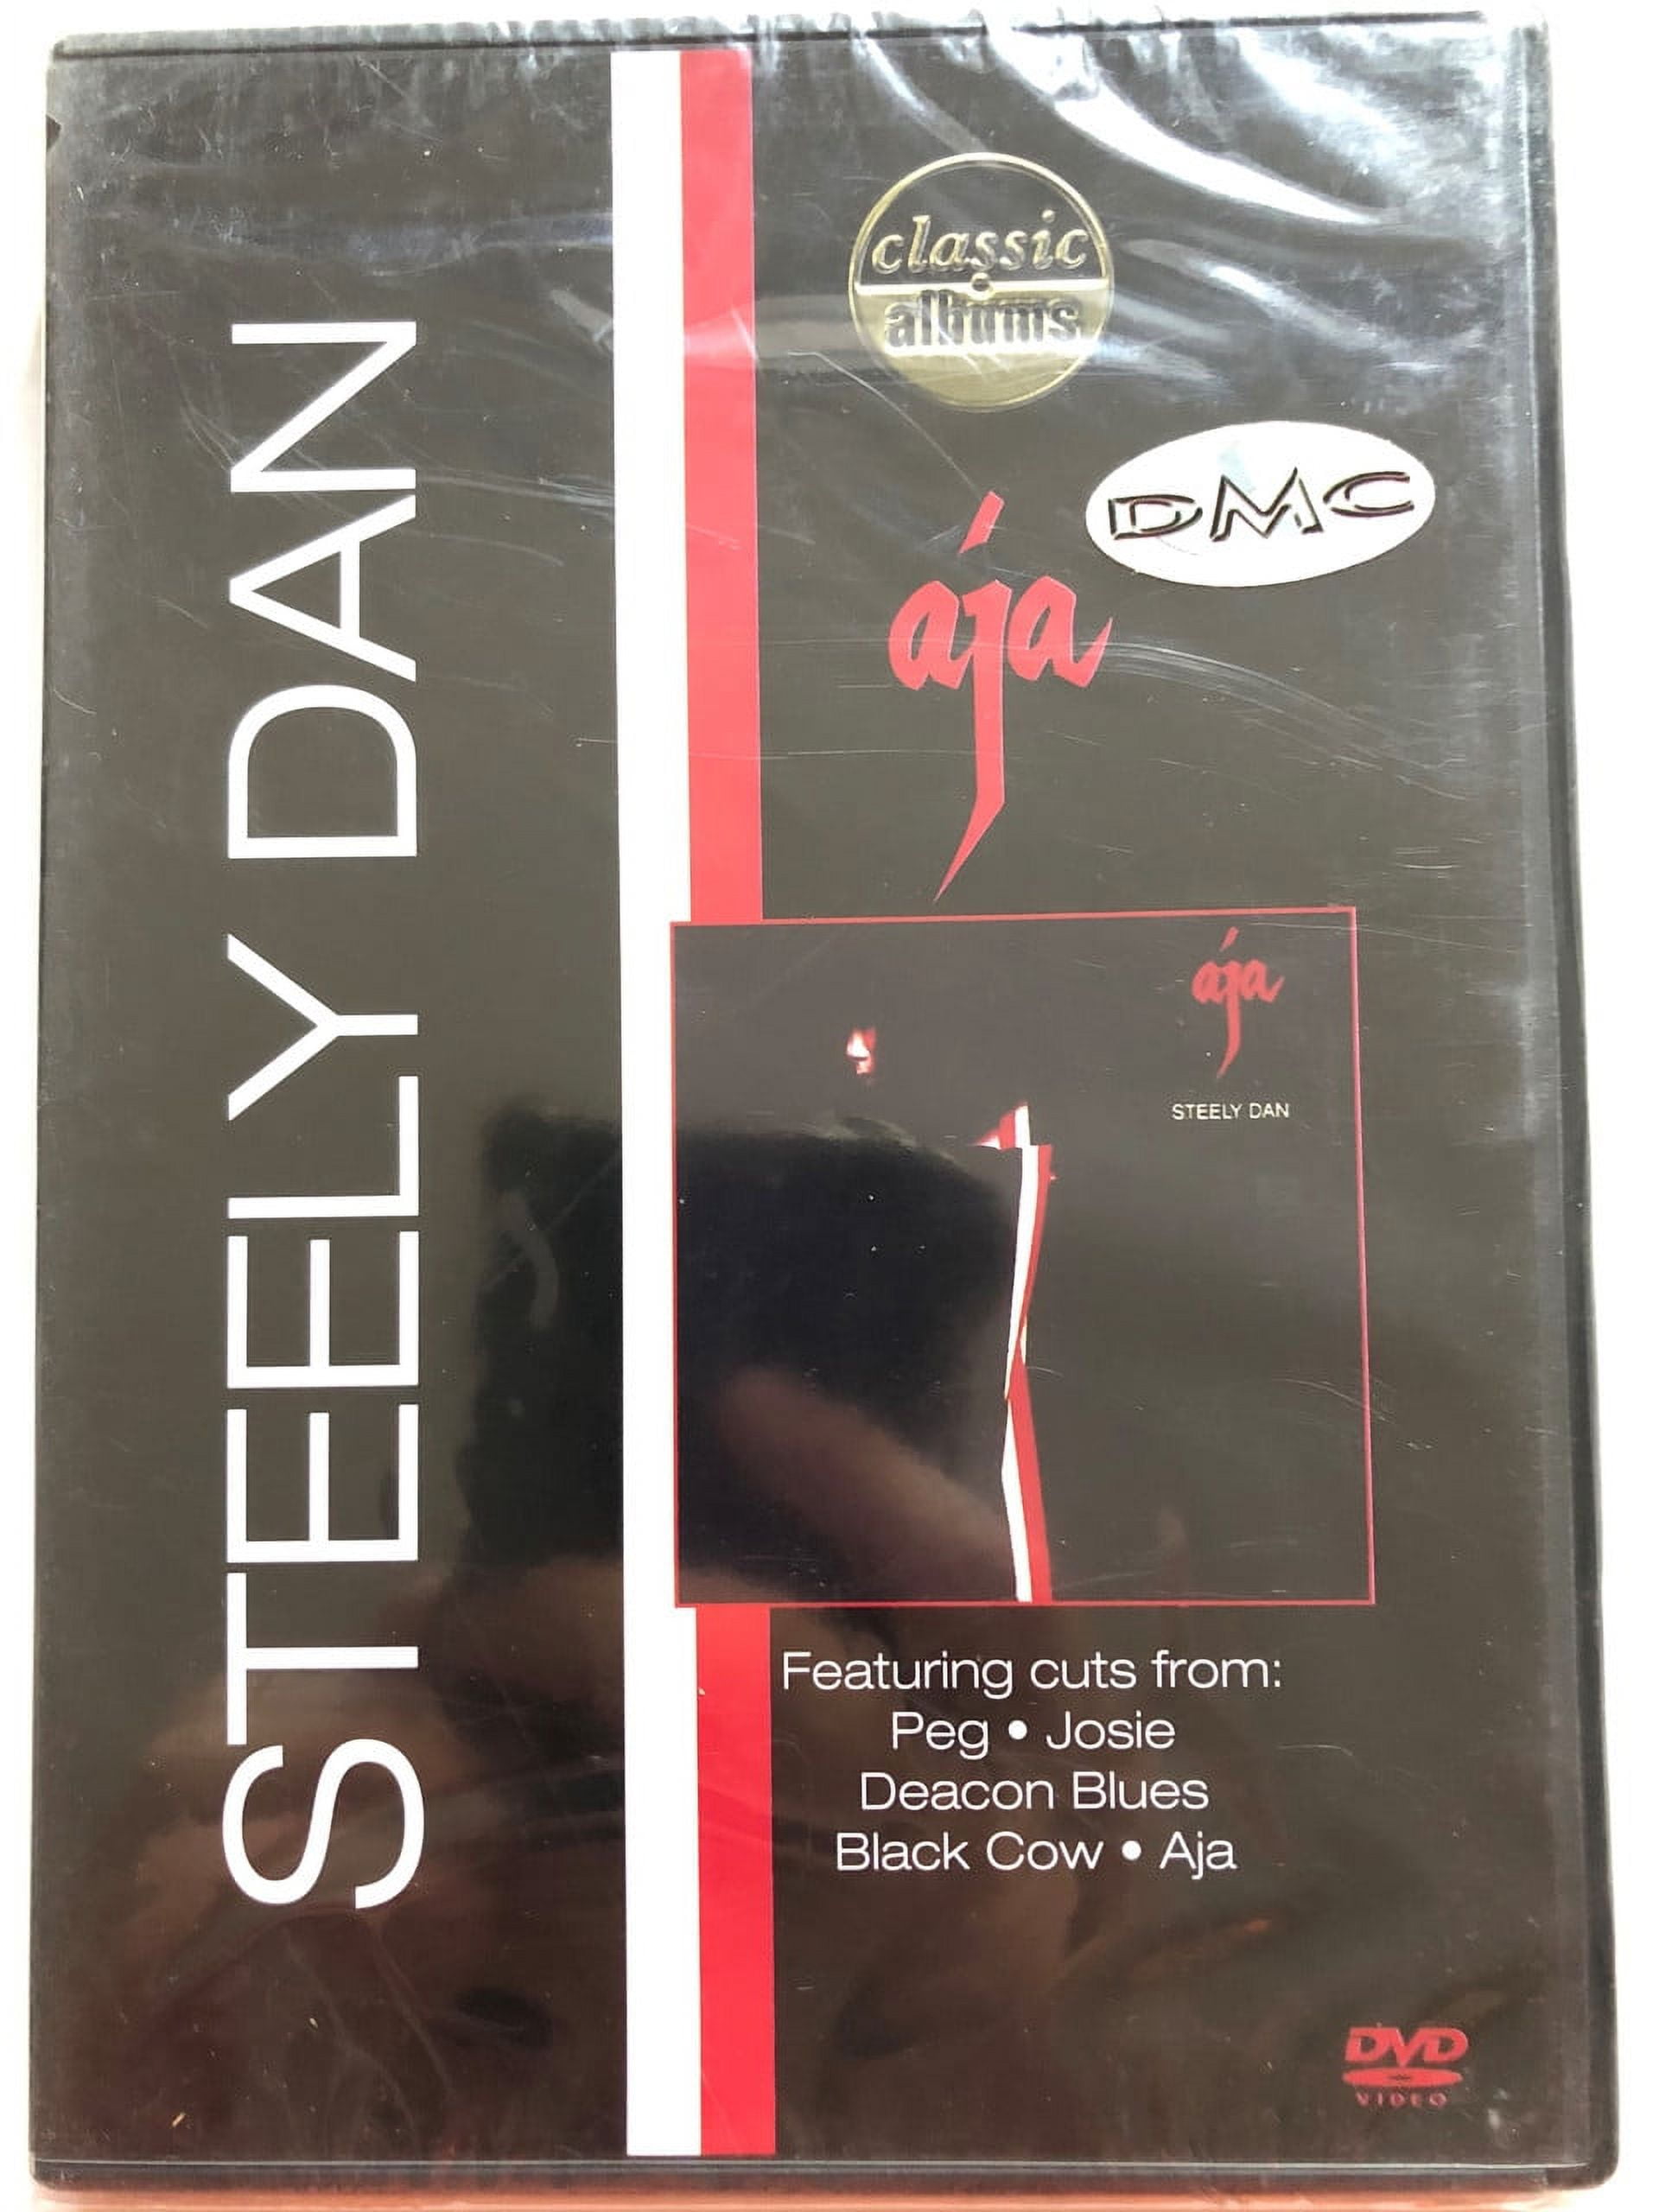 STEELY DAN
classic
albums
DMC
aja
aja
STEELY DAN
Featuring cuts from:
Peg • Josie
Deacon Blues
Black Cow • Aja
DVD
VIDEO